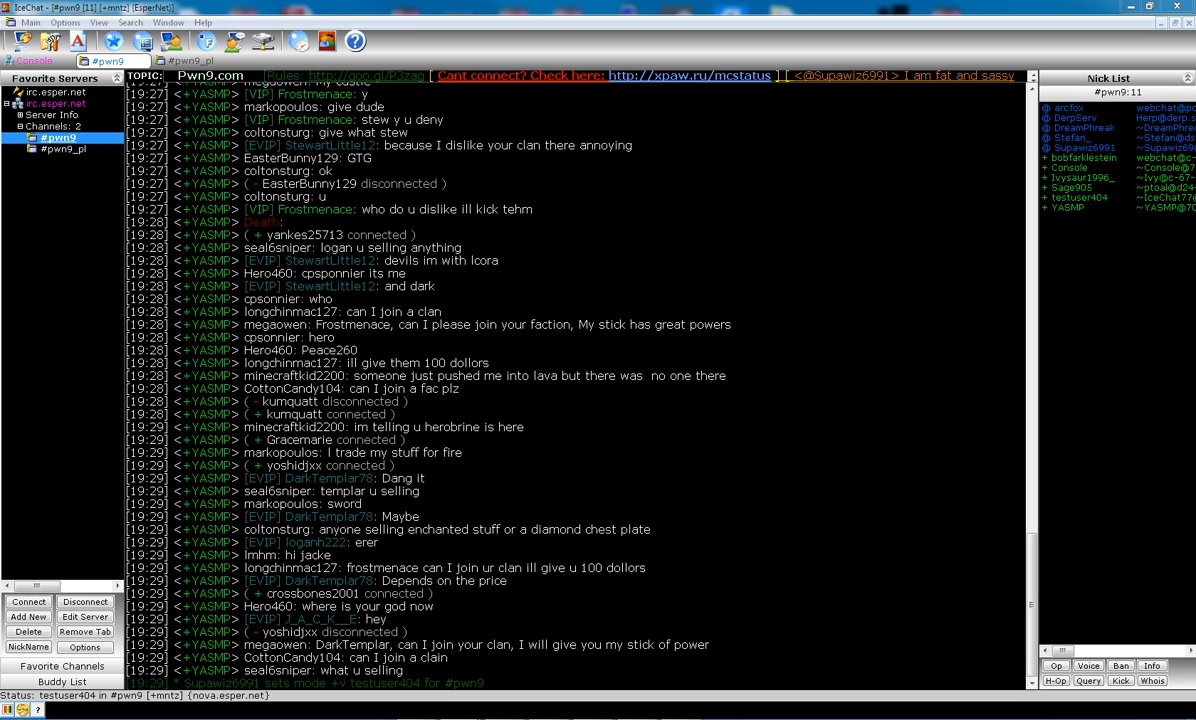 IceChat - [#pwn9 [11] [+mntz] {EsperNet}
Main Options View Search Window Help
Console #pwn9 #pwn9_pl
Favorite Servers
irc.esper.net
irc.esper.net
Server Info
Channels: 2
#pwn9
#pwn9_pl
TOPIC: Pwn9.com [Rules: http://goo.gl/P3zag [ Cant connect? Check here: http://xpaw.ru/mcstatus ] [ <@Supawiz6991> I am fat and sassy
[19:27] <+YASMP> [VIP] Frostmenace: y
[19:27] <+YASMP> markopoulos: give dude
[19:27] <+YASMP> [VIP] Frostmenace: stew y u deny
[19:27] <+YASMP> coltonsturg: give what stew
[19:27] <+YASMP> [EVIP] StewartLittle12: because I dislike your clan there annoying
[19:27] <+YASMP> EasterBunny129: GTG
[19:27] <+YASMP> coltonsturg: ok
[19:27] <+YASMP> ( - EasterBunny129 disconnected )
[19:27] <+YASMP> coltonsturg: u
[19:27] <+YASMP> [VIP] Frostmenace: who do u dislike ill kick tehm
[19:28] <+YASMP> Death:
[19:28] <+YASMP> ( + yankes25713 connected )
[19:28] <+YASMP> seal6sniper: logan u selling anything
[19:28] <+YASMP> [EVIP] StewartLittle12: devils im with lcora
[19:28] <+YASMP> Hero460: cpsponnier its me
[19:28] <+YASMP> [EVIP] StewartLittle12: and dark
[19:28] <+YASMP> cpsonnier: who
[19:28] <+YASMP> longchinmac127: can I join a clan
[19:28] <+YASMP> megaowen: Frostmenace, can I please join your faction, My stick has great powers
[19:28] <+YASMP> cpsonnier: hero
[19:28] <+YASMP> Hero460: Peace260
[19:28] <+YASMP> longchinmac127: ill give them 100 dollors
[19:28] <+YASMP> minecraftkid2200: someone just pushed me into lava but there was  no one there
[19:28] <+YASMP> CottonCandy104: can I join a fac plz
[19:28] <+YASMP> ( - kumquatt disconnected )
[19:28] <+YASMP> ( + kumquatt connected )
[19:29] <+YASMP> minecraftkid2200: im telling u herobrine is here
[19:29] <+YASMP> ( + Gracemarie connected )
[19:29] <+YASMP> markopoulos: I trade my stuff for fire
[19:29] <+YASMP> ( + yoshidjxx connected )
[19:29] <+YASMP> [EVIP] DarkTemplar78: Dang it
[19:29] <+YASMP> seal6sniper: templar u selling
[19:29] <+YASMP> markopoulos: sword
[19:29] <+YASMP> [EVIP] DarkTemplar78: Maybe
[19:29] <+YASMP> coltonsturg: anyone selling enchanted stuff or a diamond chest plate
[19:29] <+YASMP> [EVIP] loganh222: erer
[19:29] <+YASMP> lmhm: hi jacke
[19:29] <+YASMP> longchinmac127: frostmenace can I join ur clan ill give u 100 dollors
[19:29] <+YASMP> [EVIP] DarkTemplar78: Depends on the price
[19:29] <+YASMP> ( + crossbones2001 connected )
[19:29] <+YASMP> Hero460: where is your god now
[19:29] <+YASMP> [EVIP] J_A_C_K__E: hey
[19:29] <+YASMP> ( - yoshidjxx disconnected )
[19:29] <+YASMP> megaowen: DarkTemplar, can I join your clan, I will give you my stick of power
[19:29] <+YASMP> CottonCandy104: can I join a clain
[19:29] <+YASMP> seal6sniper: what u selling
[19:29] * Supawiz6991 sets mode +v testuser404 for #pwn9
Nick List
#pwn9:11
@ arcfox webchat@p
@ DerpServ Herp@derp.s
@ DreamPhreak ~DreamPhr
@ Stefan_ ~Stefan@ds
@ Supawiz6991 ~Supawiz69
+ bobfarklestein webchat@c
+ Console ~Console@7
+ Ivysaur1996_ ~Ivy@c-67-
+ Sage905 ~ptoal@d24
+ testuser404 ~IceChat77@
+ YASMP ~YASMP@70
Connect Disconnect
Add New Edit Server
Delete Remove Tab
NickName Options
Favorite Channels
Buddy List
Op Voice Ban Info
H-Op Query Kick Whois
Status: testuser404 in #pwn9 [+mntz] {nova.esper.net}